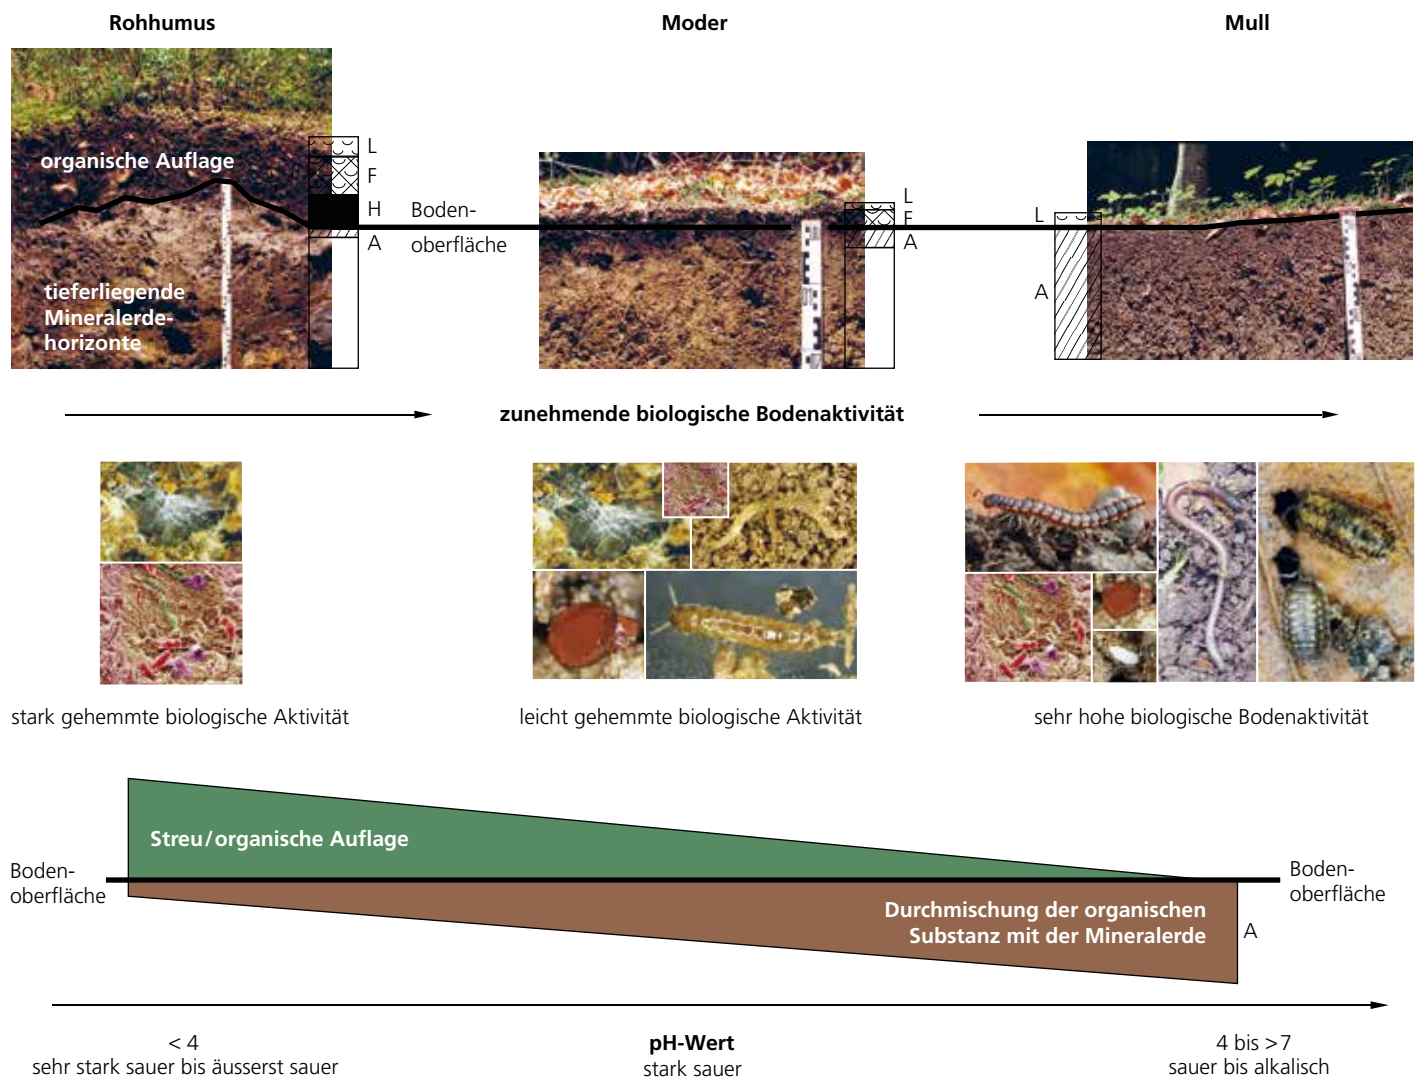 Rohhumus
Moder
Mull
organische Auflage
L
F
H
A
tieferliegende
Mineralerde-
horizonte
Boden-
oberfläche
L
F
A
L
A
zunehmende biologische Bodenaktivität
stark gehemmte biologische Aktivität
leicht gehemmte biologische Aktivität
sehr hohe biologische Bodenaktivität
Streu/organische Auflage
Boden-
oberfläche
Boden-
oberfläche
Durchmischung der organischen
Substanz mit der Mineralerde
A
< 4
sehr stark sauer bis äusserst sauer
pH-Wert
stark sauer
4 bis >7
sauer bis alkalisch